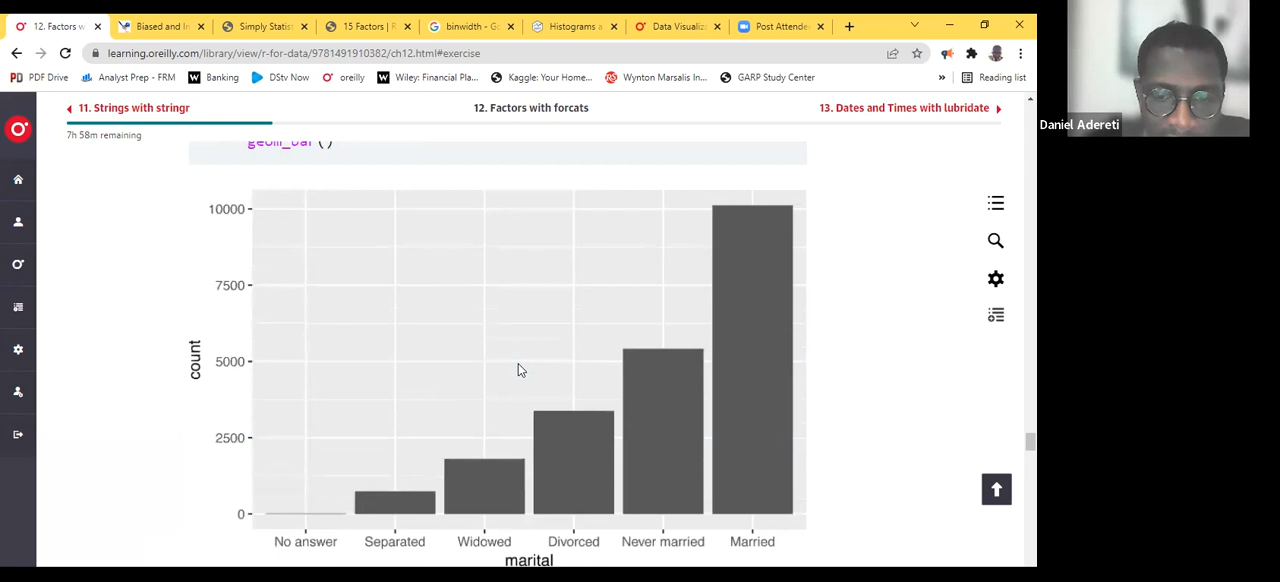 12. Factors w
Biased and In
Simply Statist
15 Factors | R
binwidth - Go
Histograms a
Data Visualiz
Post Attende
learning.oreilly.com/library/view/r-for-data/9781491910382/ch12.html#exercise
PDF Drive
Analyst Prep - FRM
Banking
DStv Now
oreilly
Wiley: Financial Pla...
Kaggle: Your Home...
Wynton Marsalis In...
GARP Study Center
»
Reading list
11. Strings with stringr
12. Factors with forcats
13. Dates and Times with lubridate
7h 58m remaining
geom_bar()
10000
7500
5000
2500
0
count
No answer
Separated
Widowed
Divorced
Never married
Married
marital
Daniel Adereti